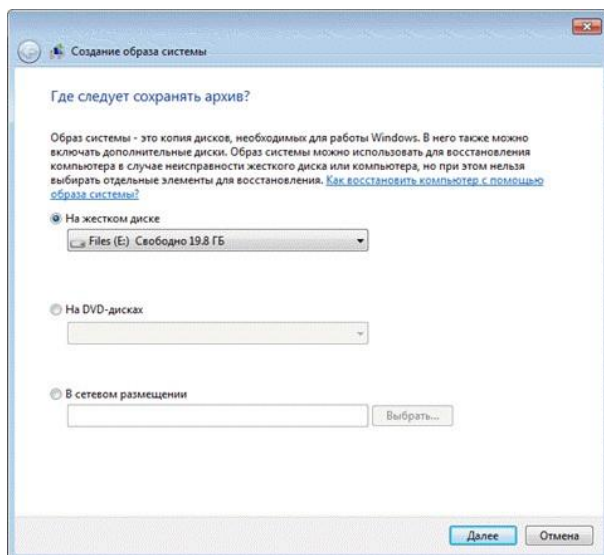 Создание образа системы
Где следует сохранять архив?
Образ системы - это копия дисков, необходимых для работы Windows. В него также можно
включать дополнительные диски. Образ системы можно использовать для восстановления
компьютера в случае неисправности жесткого диска или компьютера, но при этом нельзя
выбирать отдельные элементы для восстановления. Как восстановить компьютер с помощью
образа системы?
На жестком диске
Files (E:) Свободно 19.8 ГБ
На DVD-дисках
В сетевом размещении
Выбрать...
Далее
Отмена